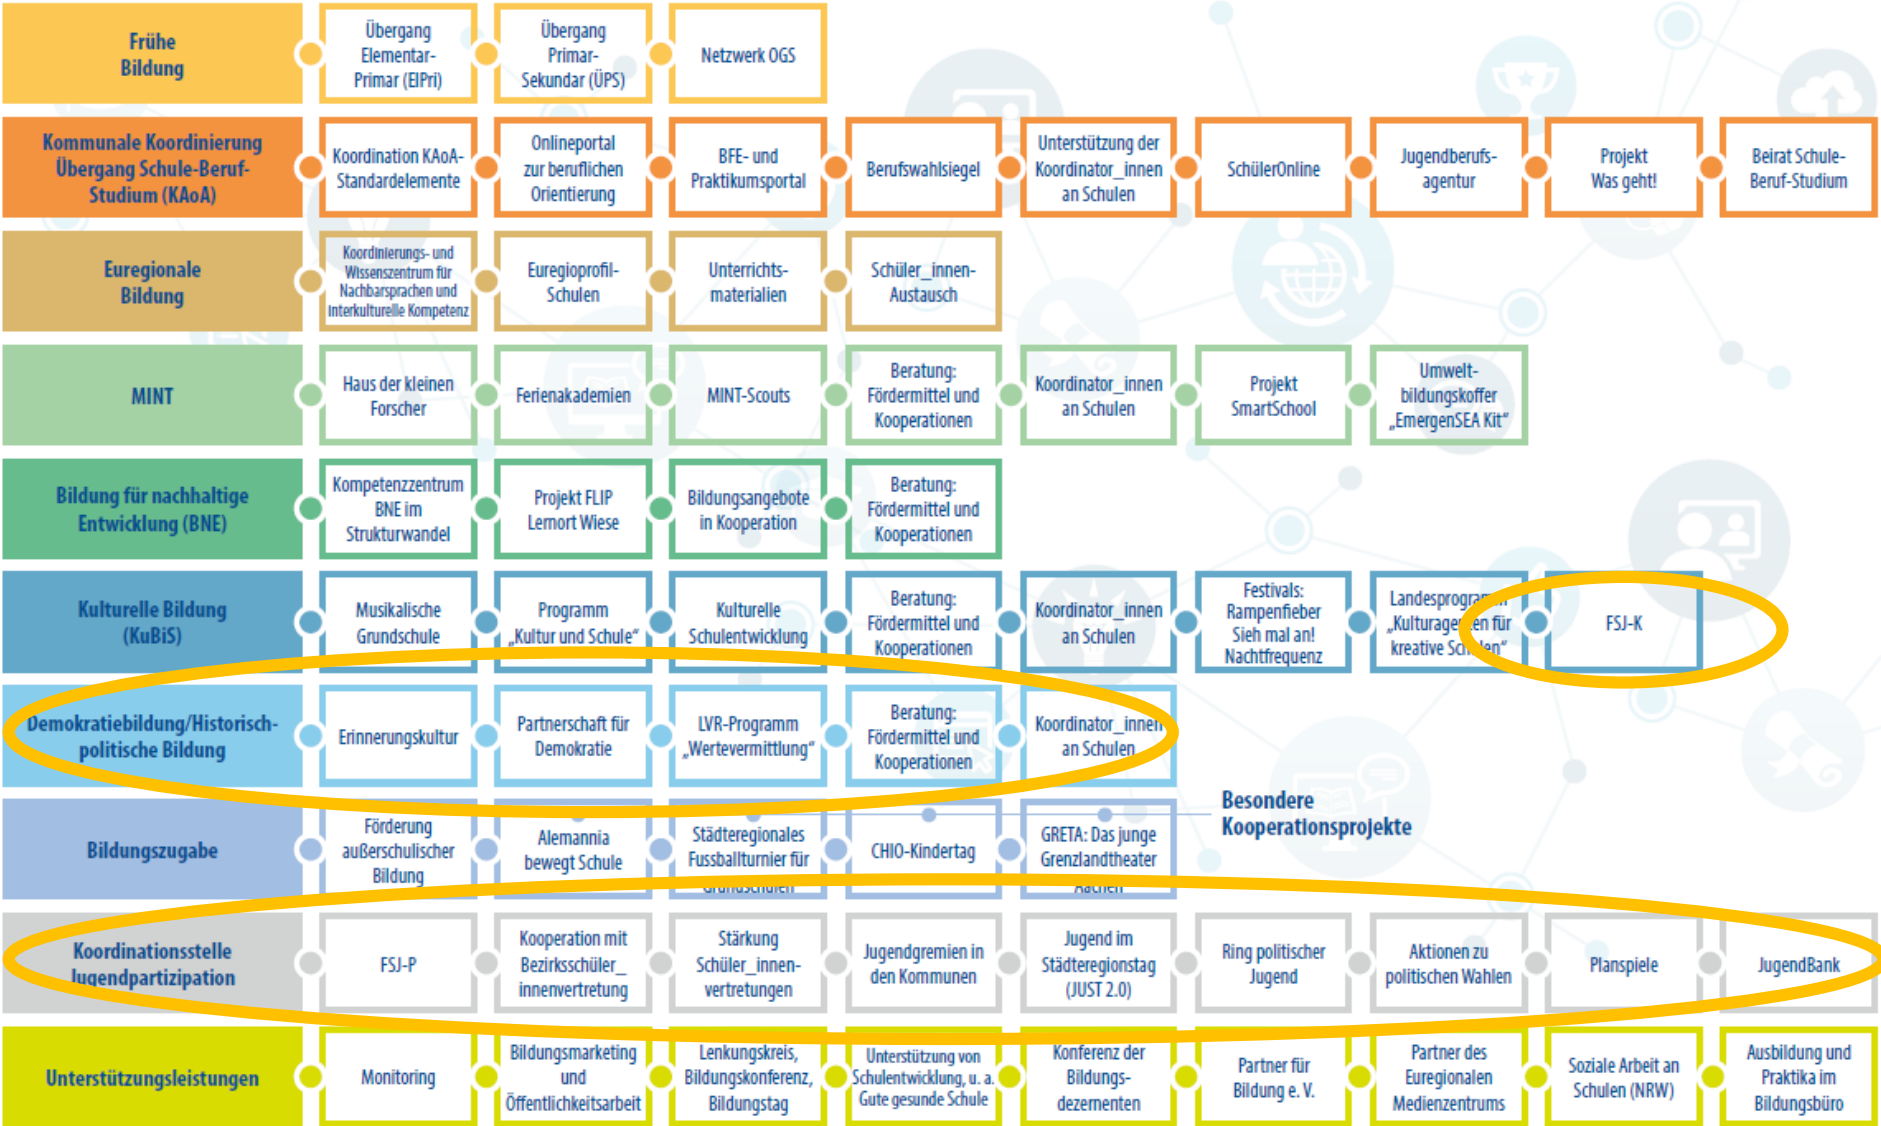 Frühe
Bildung
Übergang
Elementar-
Primar (ElPri)
Übergang
Primar-
Sekundar (ÜPS)
Netzwerk OGS
Kommunale Koordinierung
Übergang Schule-Beruf-
Studium (KAoA)
Koordination KAoA-
Standardelemente
Onlineportal
zur beruflichen
Orientierung
BFE- und
Praktikumsportal
Berufswahlsiegel
Unterstützung der
Koordinator_innen
an Schulen
SchülerOnline
Jugendberufs-
agentur
Projekt
Was geht!
Beirat Schule-
Beruf-Studium
Euregionale
Bildung
Koordinierungs- und
Wissenszentrum für
Nachbarsprachen und
Interkulturelle Kompetenz
Euregioprofil-
Schulen
Unterrichts-
materialien
Schüler_innen-
Austausch
MINT
Haus der kleinen
Forscher
Ferienakademien
MINT-Scouts
Beratung:
Fördermittel und
Kooperationen
Koordinator_innen
an Schulen
Projekt
SmartSchool
Umwelt-
bildungskoffer
„EmergenSEA Kit“
Bildung für nachhaltige
Entwicklung (BNE)
Kompetenzzentrum
BNE im
Strukturwandel
Projekt FLIP
Lernort Wiese
Bildungsangebote
in Kooperation
Beratung:
Fördermittel und
Kooperationen
Kulturelle Bildung
(KuBiS)
Musikalische
Grundschule
Programm
„Kultur und Schule“
Kulturelle
Schulentwicklung
Beratung:
Fördermittel und
Kooperationen
Koordinator_innen
an Schulen
Festivals:
Rampenfieber
Sieh mal an!
Nachtfrequenz
Landesprogramm
„Kulturagenten für
kreative Schulen“
FSJ-K
Demokratiebildung/Historisch-
politische Bildung
Erinnerungskultur
Partnerschaft für
Demokratie
LVR-Programm
„Wertevermittlung“
Beratung:
Fördermittel und
Kooperationen
Koordinator_innen
an Schulen
Bildungszugabe
Förderung
außerschulischer
Bildung
Alemannia
bewegt Schule
Städteregionales
Fussballturnier für
Grundschulen
CHIO-Kindertag
GRETA: Das junge
Grenzlandtheater
Aachen
Besondere
Kooperationsprojekte
Koordinationsstelle
Jugendpartizipation
FSJ-P
Kooperation mit
Bezirksschüler_
innenvertretung
Stärkung
Schüler_innen-
vertretungen
Jugendgremien in
den Kommunen
Jugend im
Städteregionstag
(JUST 2.0)
Ring politischer
Jugend
Aktionen zu
politischen Wahlen
Planspiele
JugendBank
Unterstützungsleistungen
Monitoring
Bildungsmarketing
und
Öffentlichkeitsarbeit
Lenkungskreis,
Bildungskonferenz,
Bildungstag
Unterstützung von
Schulentwicklung, u. a.
Gute gesunde Schule
Konferenz der
Bildungs-
dezernenten
Partner für
Bildung e. V.
Partner des
Euregionalen
Medienzentrums
Soziale Arbeit an
Schulen (NRW)
Ausbildung und
Praktika im
Bildungsbüro